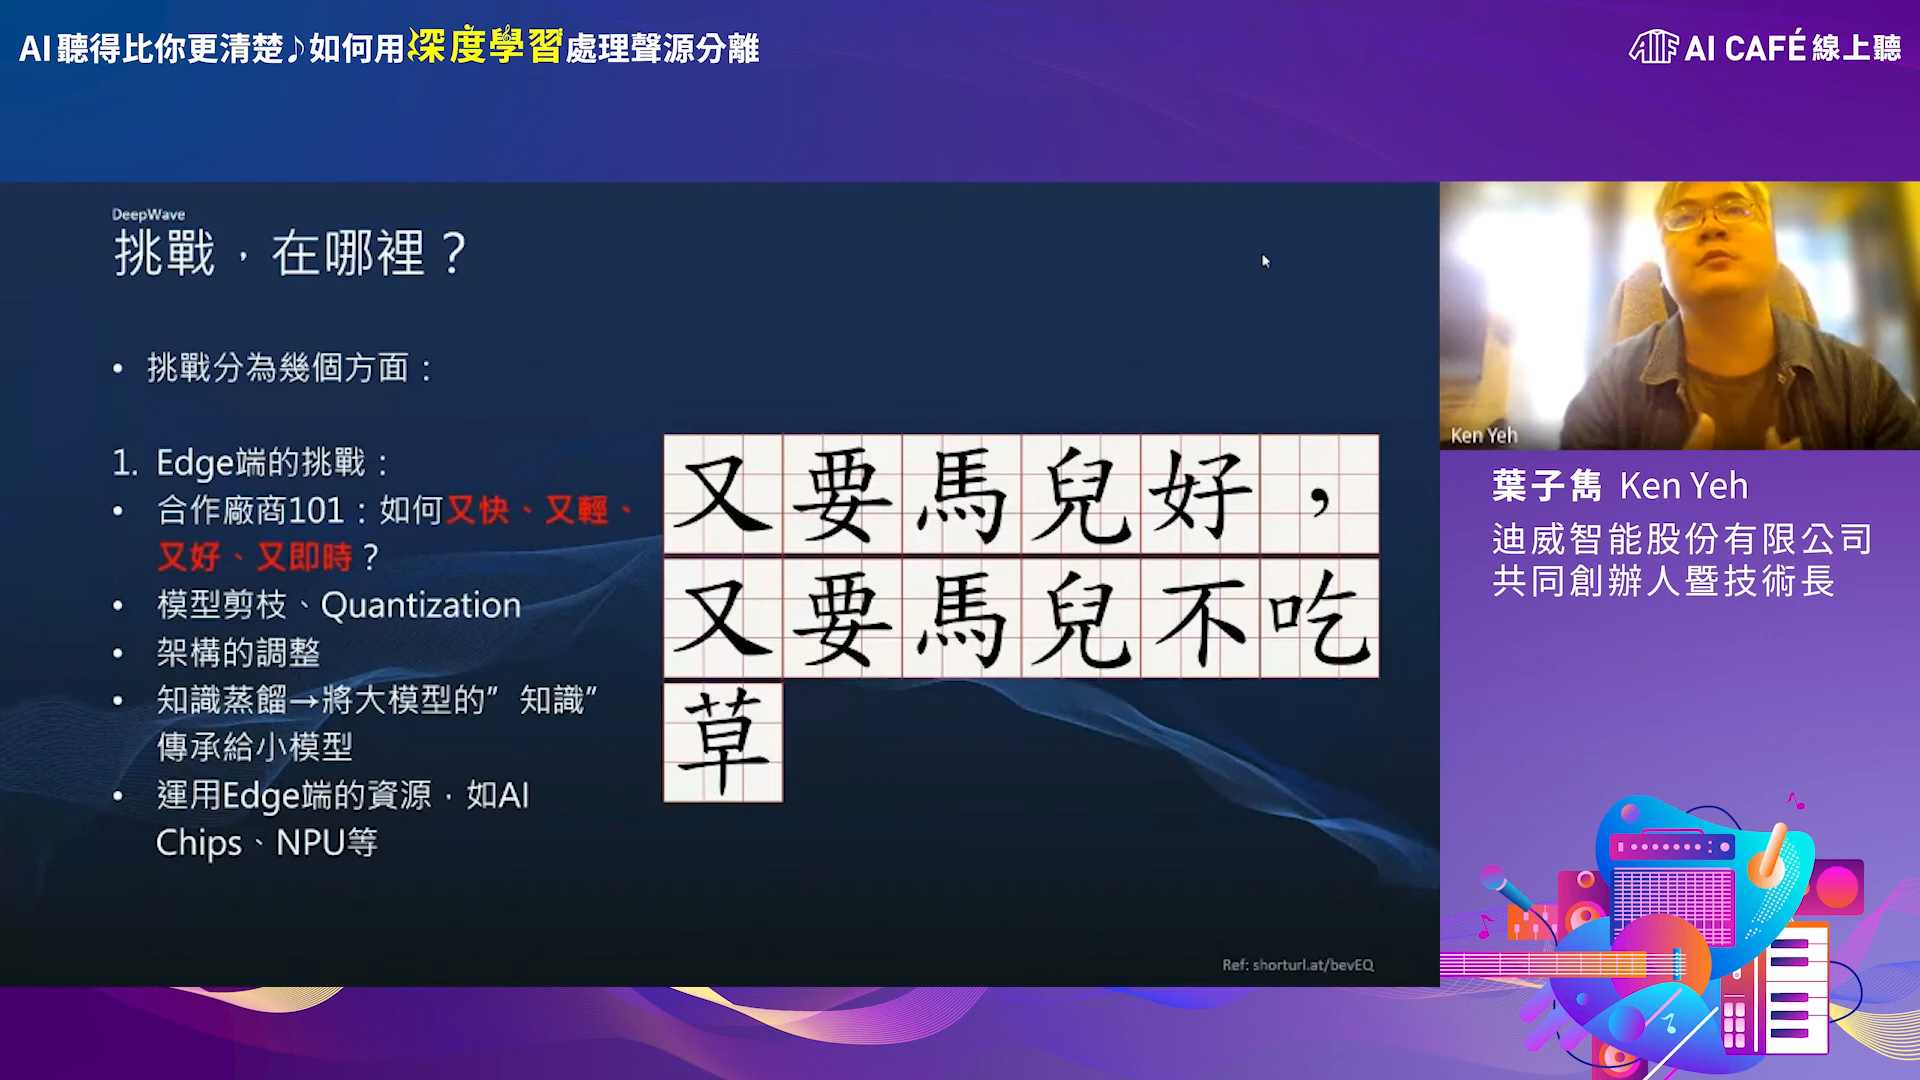 AI聽得比你更清楚♪如何用深度學習處理聲源分離
AIF AI CAFÉ 線上聽
DeepWave
挑戰，在哪裡？
• 挑戰分為幾個方面：
1. Edge端的挑戰：
• 合作廠商101：如何又快、又輕、
又好、又即時？
• 模型剪枝、Quantization
• 架構的調整
• 知識蒸餾→將大模型的”知識”
傳承給小模型
• 運用Edge端的資源，如AI
Chips、NPU等
又要馬兒好，
又要馬兒不吃
草
Ref: shorturl.at/bevEQ
Ken Yeh
葉子雋 Ken Yeh
迪威智能股份有限公司
共同創辦人暨技術長